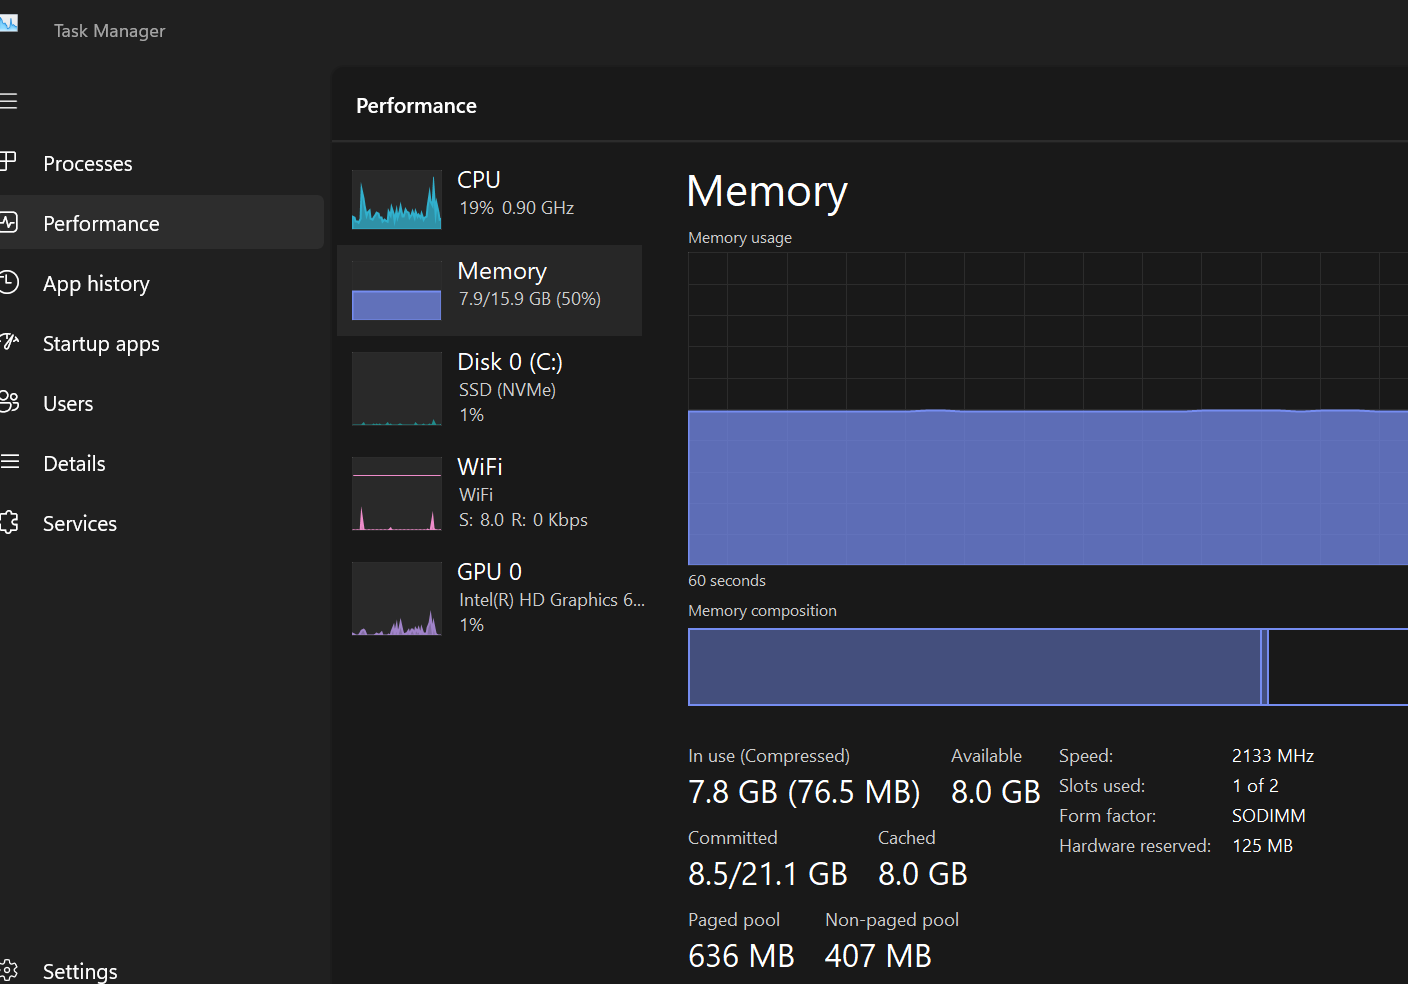 Task Manager
Processes
Performance
App history
Startup apps
Users
Details
Services
Settings
Performance
CPU
19% 0.90 GHz
Memory
7.9/15.9 GB (50%)
Disk 0 (C:)
SSD (NVMe)
1%
WiFi
WiFi
S: 8.0 R: 0 Kbps
GPU 0
Intel(R) HD Graphics 6...
1%
Memory
Memory usage
60 seconds
Memory composition
In use (Compressed)
7.8 GB (76.5 MB)
Available
8.0 GB
Committed
8.5/21.1 GB
Cached
8.0 GB
Paged pool
636 MB
Non-paged pool
407 MB
Speed: 2133 MHz
Slots used: 1 of 2
Form factor: SODIMM
Hardware reserved: 125 MB